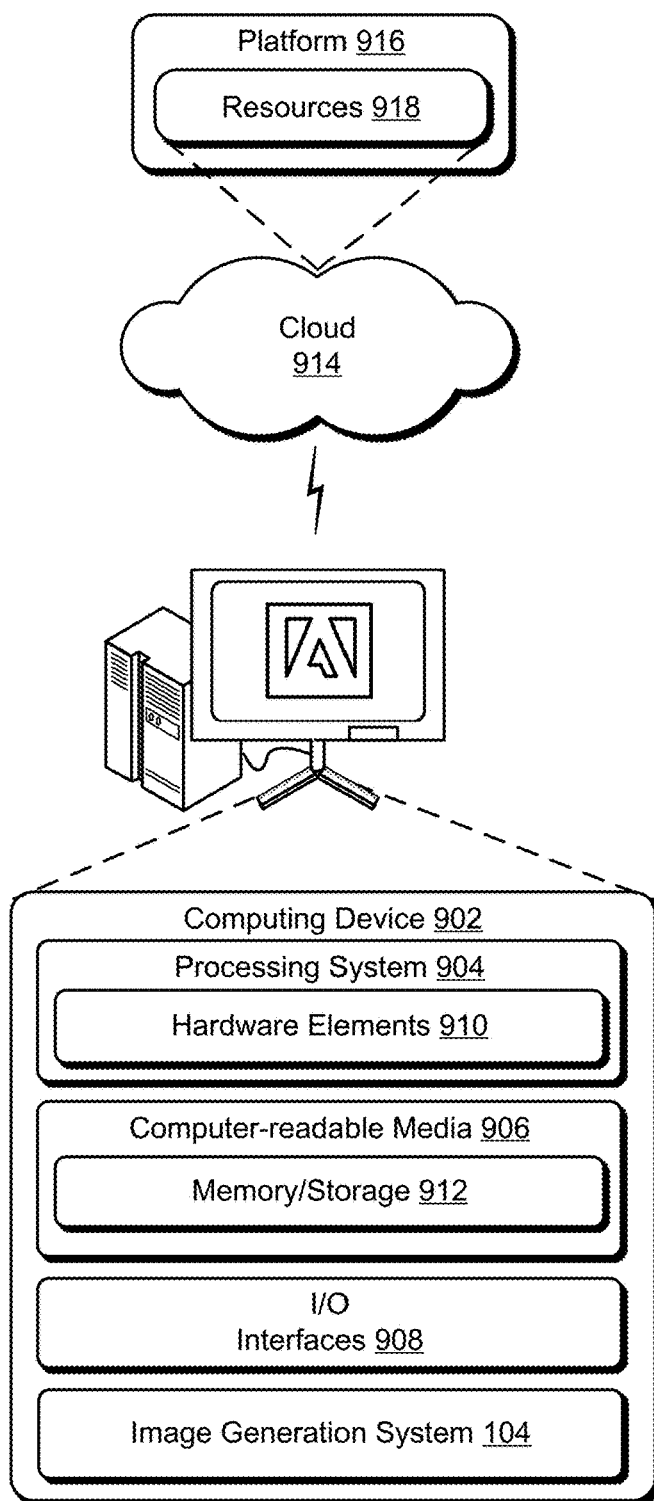 Platform 916
Resources 918
Cloud
914
Computing Device 902
Processing System 904
Hardware Elements 910
Computer-readable Media 906
Memory/Storage 912
I/O
Interfaces 908
Image Generation System 104